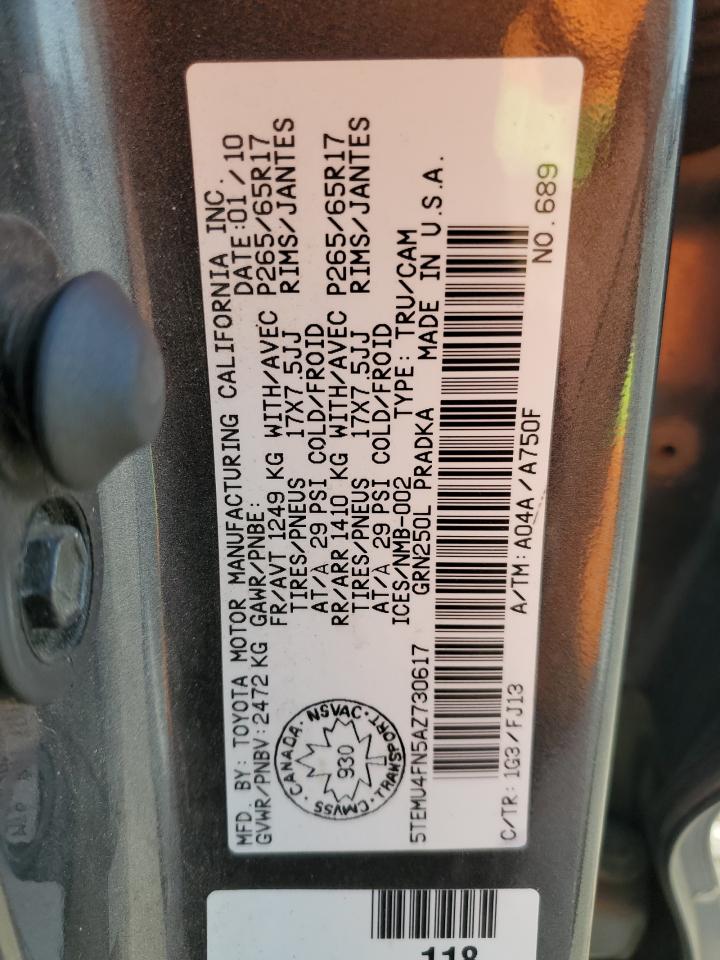 MFD. BY: TOYOTA MOTOR MANUFACTURING CALIFORNIA INC.
GVWR/PNBV: 2472 KG GAWR/PNBE: DATE: 01/10
FR/AVT 1249 KG WITH/AVEC P265/65R17
TIRES/PNEUS 17X7.5JJ RIMS/JANTES
AT/A 29 PSI COLD/FROID
RR/ARR 1410 KG WITH/AVEC P265/65R17
TIRES/PNEUS 17X7.5JJ RIMS/JANTES
AT/A 29 PSI COLD/FROID
ICES/NMB-002 TYPE: TRU/CAM
CANADA · NSVAC · TRANSPORT · CMVSS
930
5TEMU4FN5AZ730617 GRN250L PRADKA MADE IN U.S.A.
C/TR: 1G3/FJ13 A/TM: A04A/A750F NO. 689
118